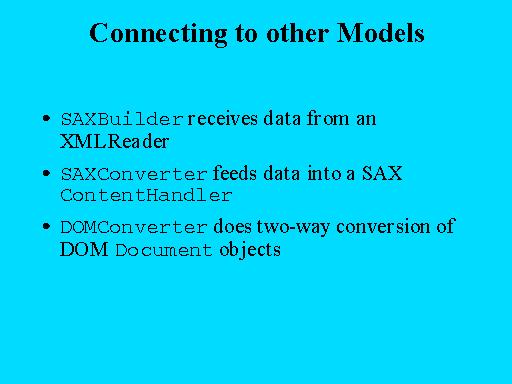 Connecting to other Models
• SAXBuilder receives data from an
XMLReader
• SAXConverter feeds data into a SAX
ContentHandler
• DOMConverter does two-way conversion of
DOM Document objects